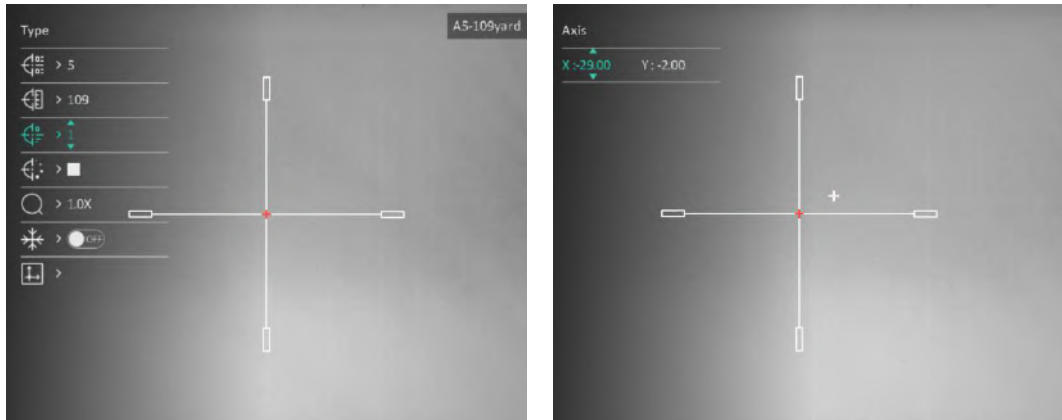 Type
A5-109yard
> 5
> 109
> 1
>
> 1.0X
> OFF
>
Axis
X :-29.00 Y : -2.00